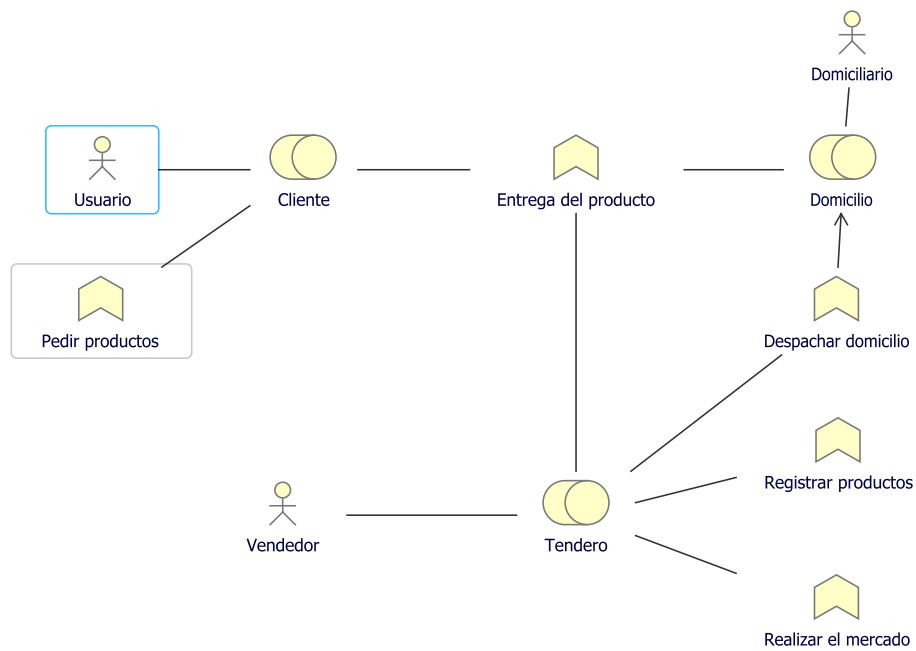 Domiciliario
Usuario
Cliente
Entrega del producto
Domicilio
Pedir productos
Despachar domicilio
Registrar productos
Vendedor
Tendero
Realizar el mercado